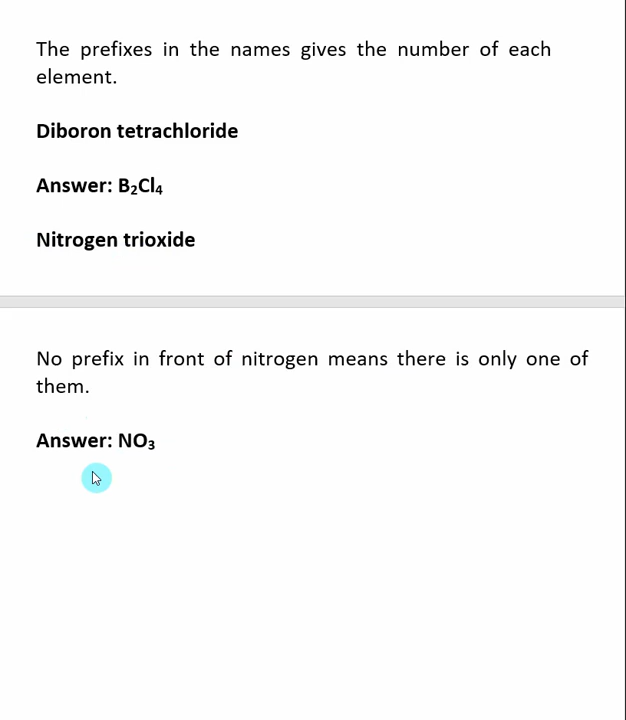 The prefixes in the names gives the number of each
element.
Diboron tetrachloride
Answer: B₂Cl₄
Nitrogen trioxide
No prefix in front of nitrogen means there is only one of
them.
Answer: NO₃